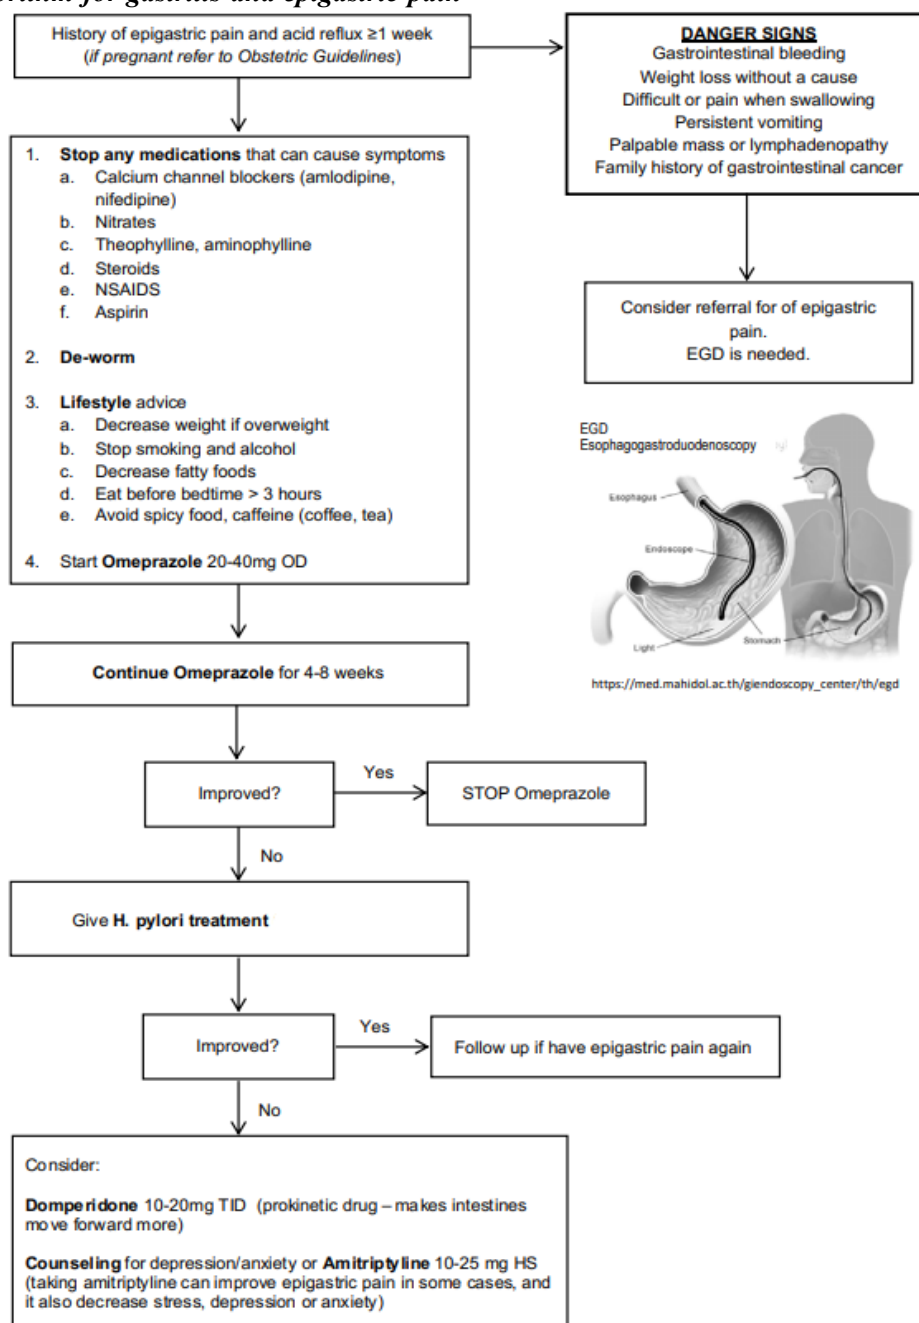 for gastritis and epigastric pain
History of epigastric pain and acid reflux ≥1 week
(if pregnant refer to Obstetric Guidelines)
DANGER SIGNS
Gastrointestinal bleeding
Weight loss without a cause
Difficult or pain when swallowing
Persistent vomiting
Palpable mass or lymphadenopathy
Family history of gastrointestinal cancer
1. Stop any medications that can cause symptoms
a. Calcium channel blockers (amlodipine,
nifedipine)
b. Nitrates
c. Theophylline, aminophylline
d. Steroids
e. NSAIDS
f. Aspirin
2. De-worm
3. Lifestyle advice
a. Decrease weight if overweight
b. Stop smoking and alcohol
c. Decrease fatty foods
d. Eat before bedtime > 3 hours
e. Avoid spicy food, caffeine (coffee, tea)
4. Start Omeprazole 20-40mg OD
Consider referral for of epigastric
pain.
EGD is needed.
EGD
Esophagogastroduodenoscopy
Esophagus
Endoscope
Light
Stomach
https://med.mahidol.ac.th/giendoscopy_center/th/egd
Continue Omeprazole for 4-8 weeks
Improved?
Yes
STOP Omeprazole
No
Give H. pylori treatment
Improved?
Yes
Follow up if have epigastric pain again
No
Consider:
Domperidone 10-20mg TID (prokinetic drug – makes intestines
move forward more)
Counseling for depression/anxiety or Amitriptyline 10-25 mg HS
(taking amitriptyline can improve epigastric pain in some cases, and
it also decrease stress, depression or anxiety)